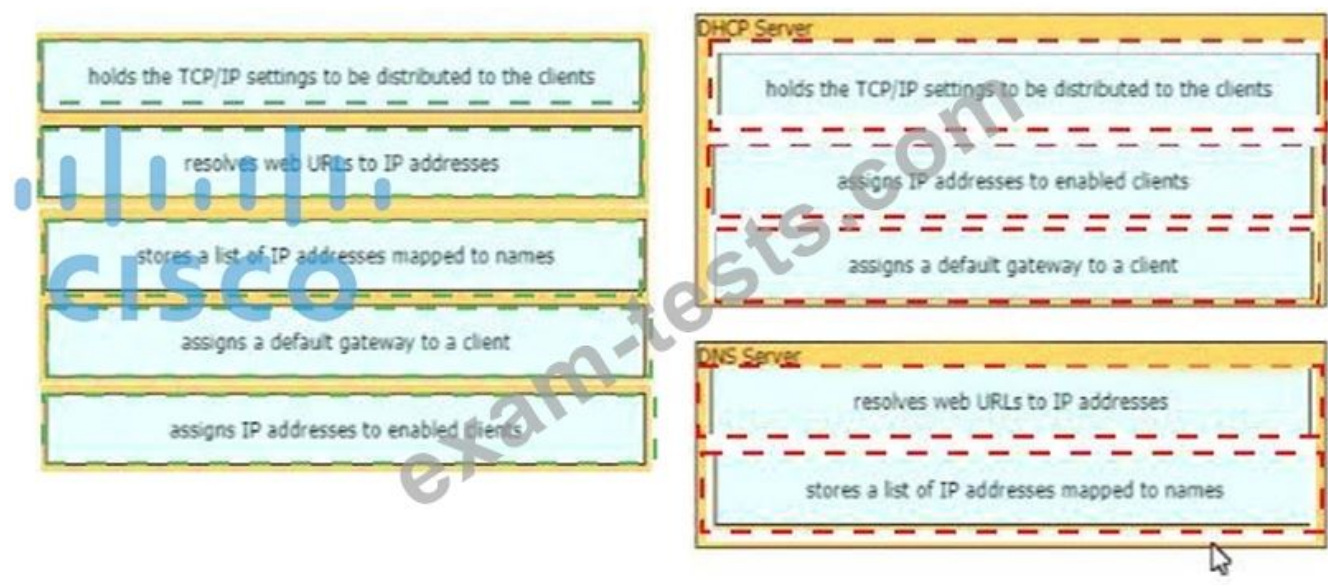 holds the TCP/IP settings to be distributed to the clients
resolves web URLs to IP addresses
stores a list of IP addresses mapped to names
assigns a default gateway to a client
assigns IP addresses to enabled clients
CISCO
DHCP Server
holds the TCP/IP settings to be distributed to the clients
assigns IP addresses to enabled clients
assigns a default gateway to a client
DNS Server
resolves web URLs to IP addresses
stores a list of IP addresses mapped to names
exam-tests.com